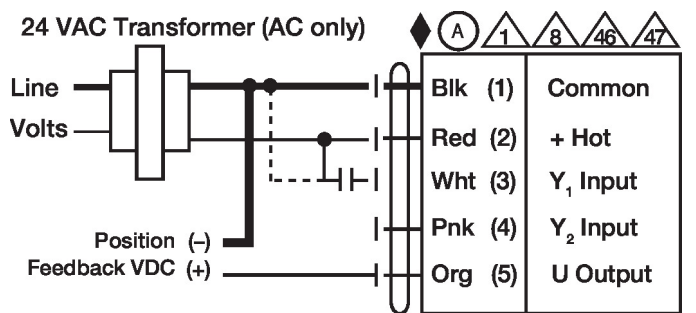 24 VAC Transformer (AC only)
A 1 8 46 47
Line
Volts
Blk (1) Common
Red (2) + Hot
Wht (3) Y₁ Input
Pnk (4) Y₂ Input
Org (5) U Output
Position (–)
Feedback VDC (+)